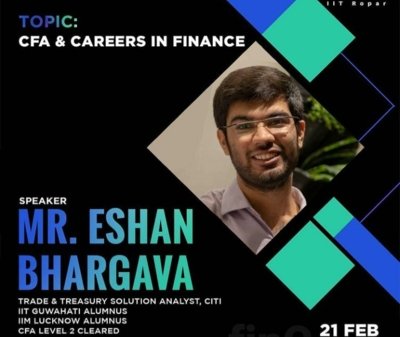 IIT Ropar
TOPIC:
CFA & CAREERS IN FINANCE
SPEAKER
MR. ESHAN
BHARGAVA
TRADE & TREASURY SOLUTION ANALYST, CITI
IIT GUWAHATI ALUMNUS
IIM LUCKNOW ALUMNUS
CFA LEVEL 2 CLEARED
21 FEB